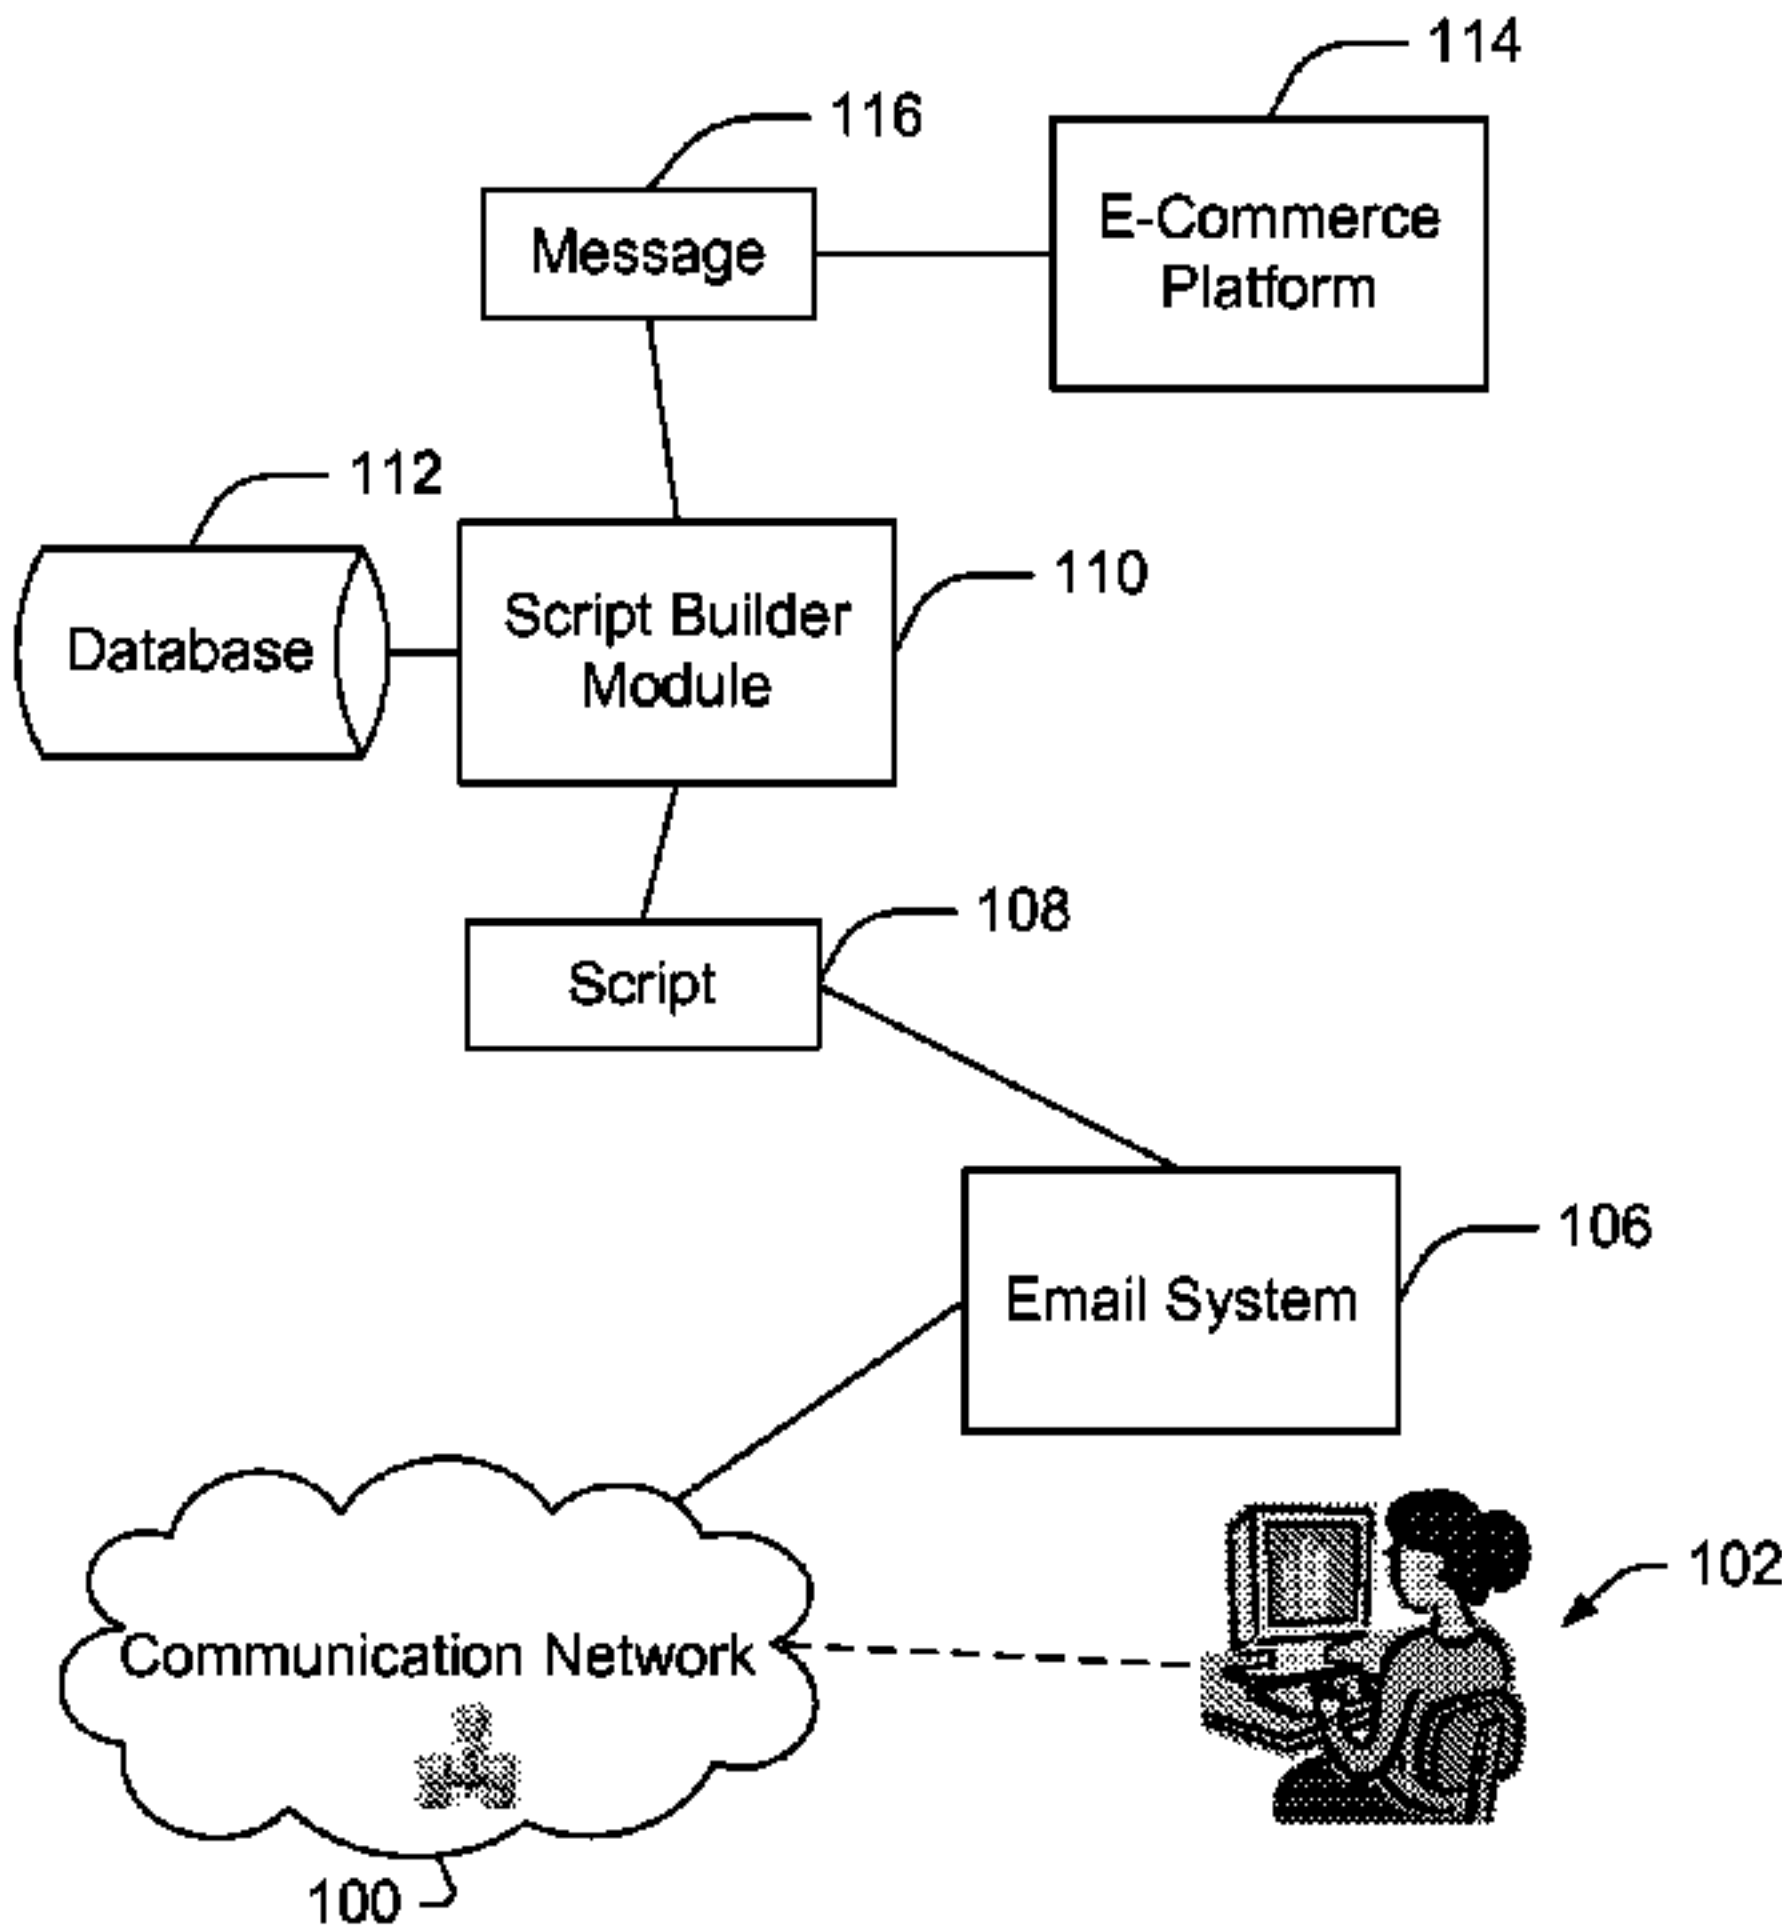 114
116
E-Commerce
Platform
Message
112
110
Script Builder
Module
Database
108
Script
106
Email System
102
Communication Network
100